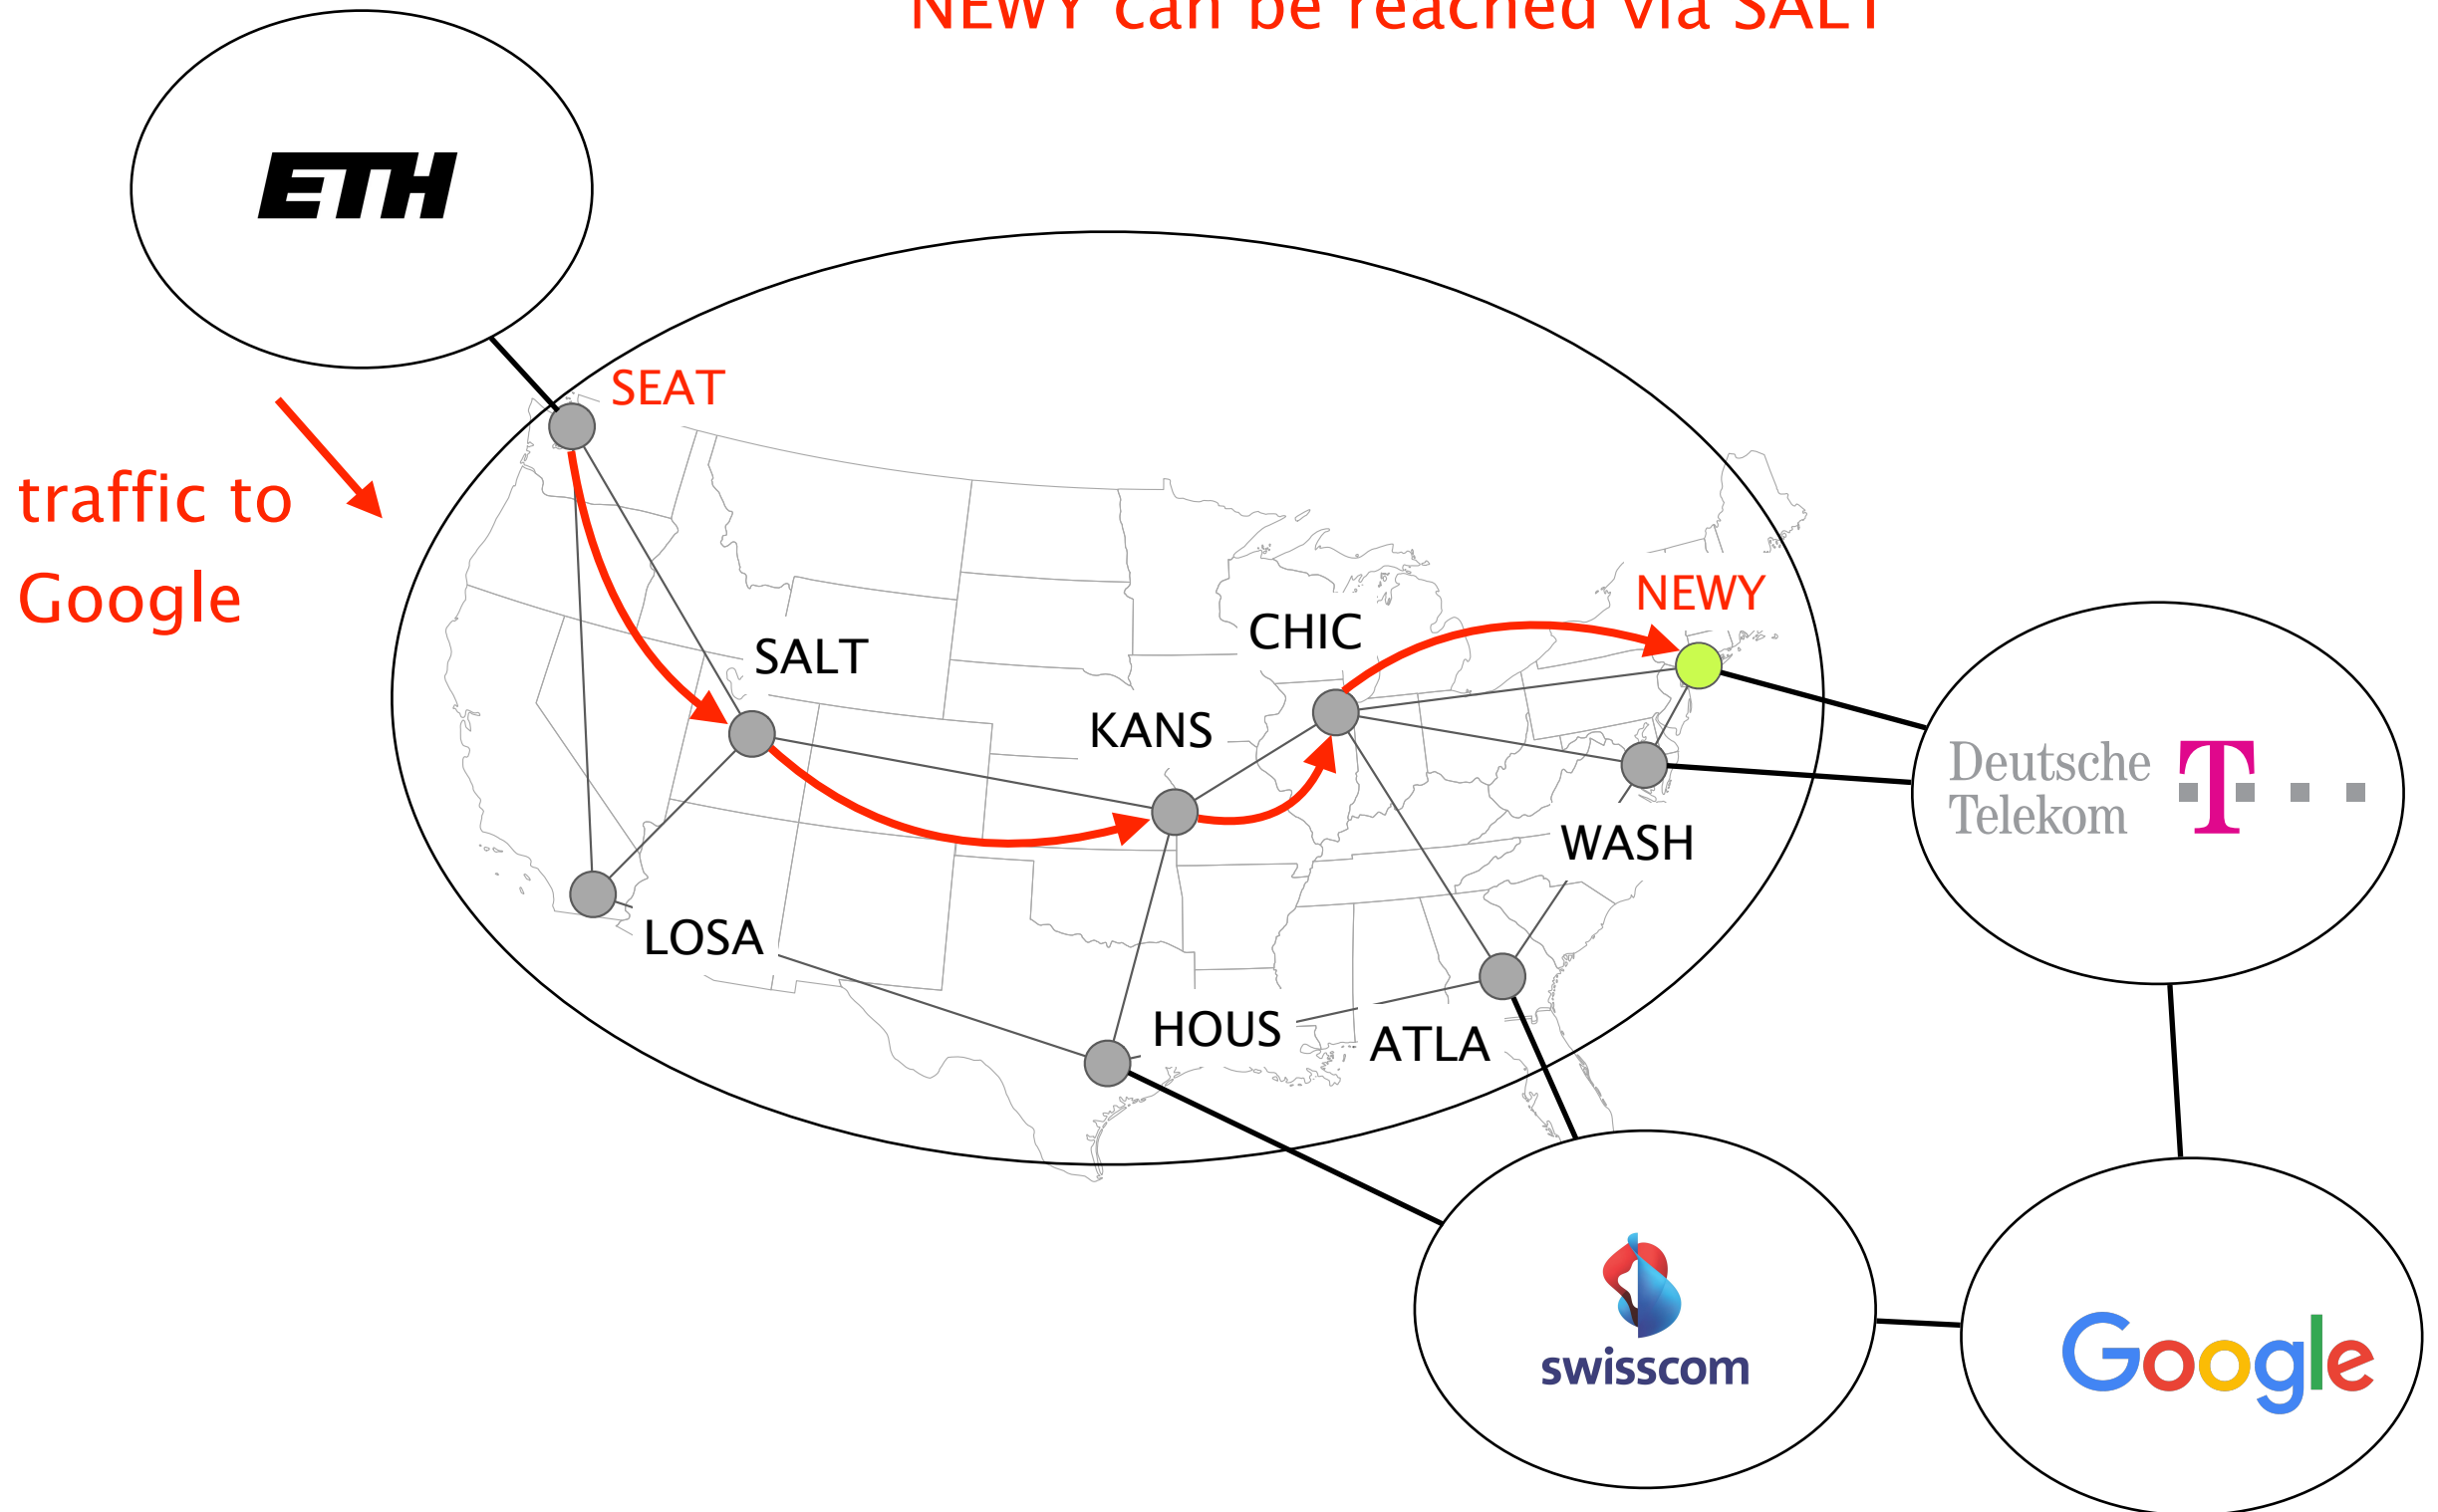 NEWY can be reached via SALT
ETH
SEAT
traffic to
Google
NEWY
CHIC
SALT
KANS
Deutsche
Telekom T
WASH
LOSA
HOUS
ATLA
swisscom
Google